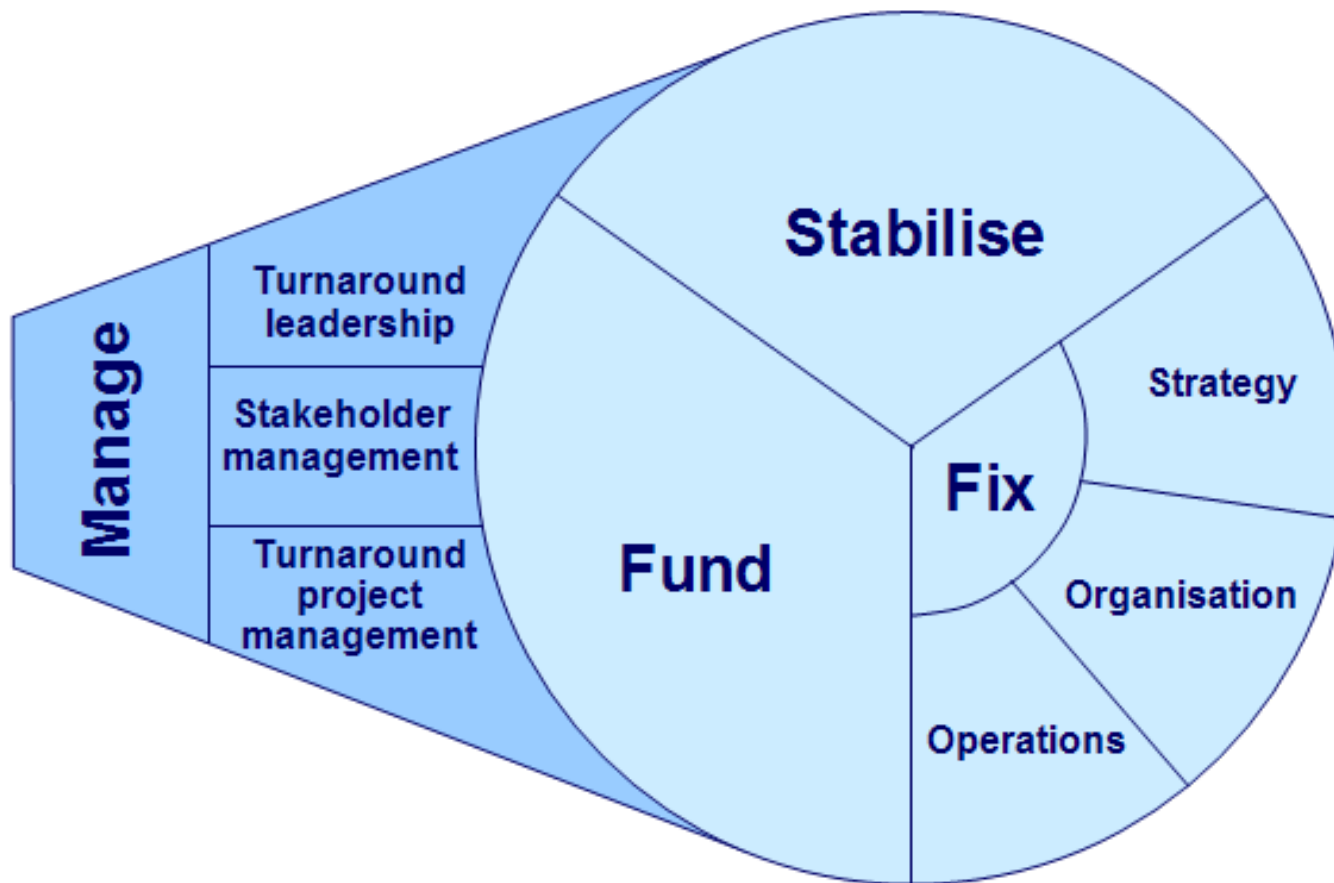 Manage
Turnaround
leadership
Stakeholder
management
Turnaround
project
management
Stabilise
Fund
Fix
Strategy
Organisation
Operations